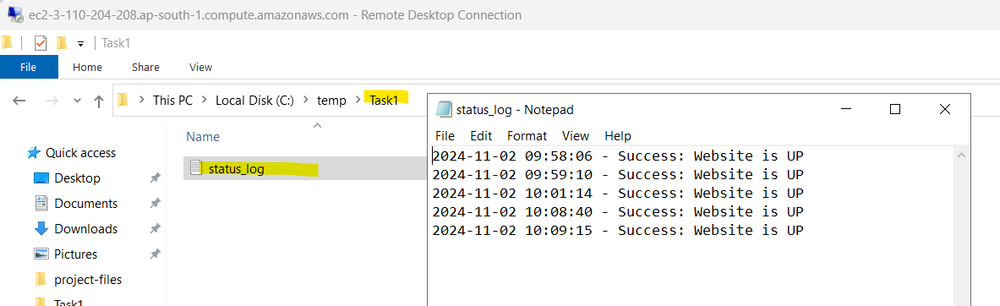 ec2-3-110-204-208.ap-south-1.compute.amazonaws.com - Remote Desktop Connection
Task1
File Home Share View
This PC Local Disk (C:) temp Task1
Name
Quick access
Desktop
Documents
Downloads
Pictures
project-files
Task1
status_log
status_log - Notepad
File Edit Format View Help
2024-11-02 09:58:06 - Success: Website is UP
2024-11-02 09:59:10 - Success: Website is UP
2024-11-02 10:01:14 - Success: Website is UP
2024-11-02 10:08:40 - Success: Website is UP
2024-11-02 10:09:15 - Success: Website is UP